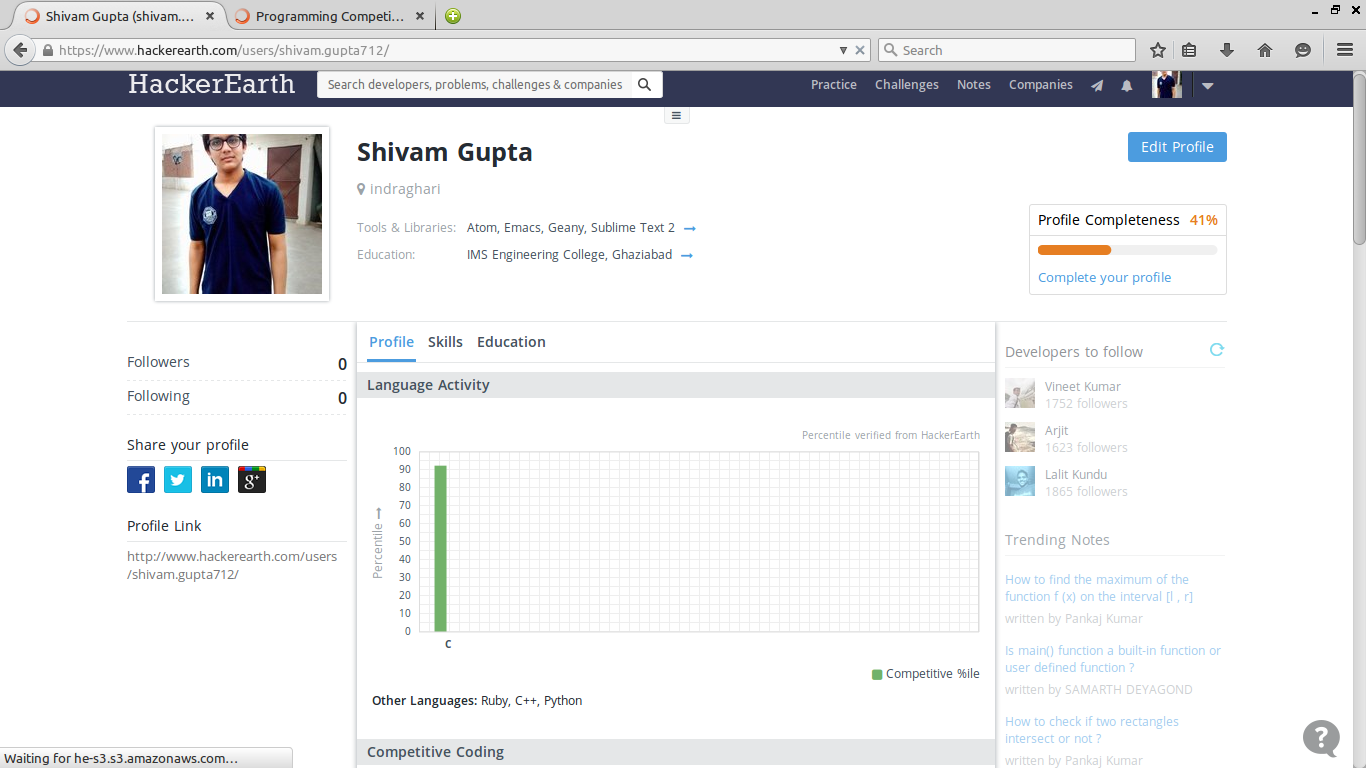 Shivam Gupta (shivam.... ×
Programming Competi... ×
https://www.hackerearth.com/users/shivam.gupta712/
Search
HackerEarth
Search developers, problems, challenges & companies
Practice Challenges Notes Companies
Shivam Gupta
Edit Profile
indraghari
Tools & Libraries: Atom, Emacs, Geany, Sublime Text 2 →
Education: IMS Engineering College, Ghaziabad →
Profile Completeness 41%
Complete your profile
Followers 0
Following 0
Share your profile
f
in
g+
Profile Link
http://www.hackerearth.com/users
/shivam.gupta712/
Profile Skills Education
Language Activity
Percentile verified from HackerEarth
100
90
80
70
60
50
40
30
20
10
0
Percentile →
C
Competitive %ile
Other Languages: Ruby, C++, Python
Competitive Coding
Developers to follow
Vineet Kumar
1752 followers
Arjit
1623 followers
Lalit Kundu
1865 followers
Trending Notes
How to find the maximum of the
function f (x) on the interval [l , r]
written by Pankaj Kumar
Is main() function a built-in function or
user defined function ?
written by SAMARTH DEYAGOND
How to check if two rectangles
intersect or not ?
written by Pankaj Kumar
?
Waiting for he-s3.s3.amazonaws.com...